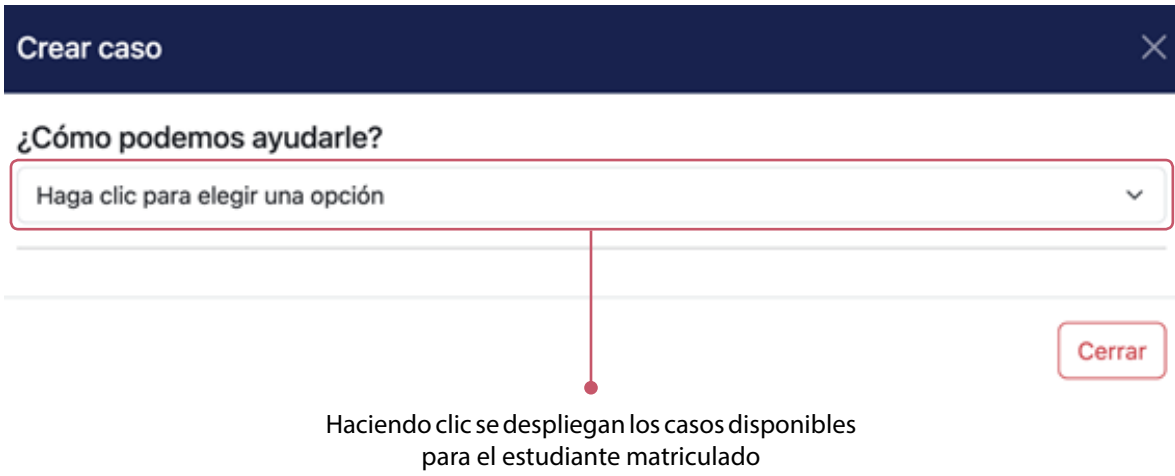 Crear caso
¿Cómo podemos ayudarle?
Haga clic para elegir una opción
Cerrar
Haciendo clic se despliegan los casos disponibles
para el estudiante matriculado